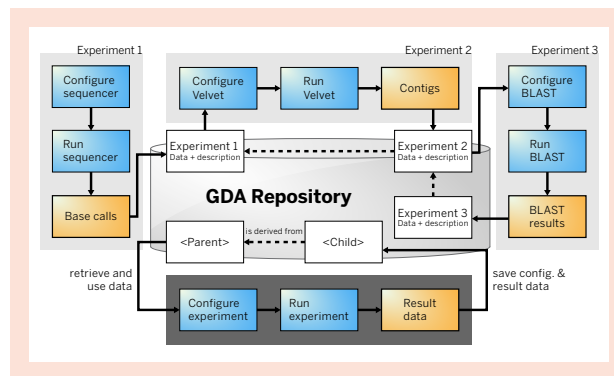 Experiment 1
Configure
sequencer
Run
sequencer
Base calls
Experiment 2
Configure
Velvet
Run
Velvet
Contigs
Experiment 3
Configure
BLAST
Run
BLAST
BLAST
results
Experiment 1
Data + description
Experiment 2
Data + description
Experiment 3
Data + description
GDA Repository
<Parent>
is derived from
<Child>
retrieve and
use data
save config. &
result data
Configure
experiment
Run
experiment
Result
data